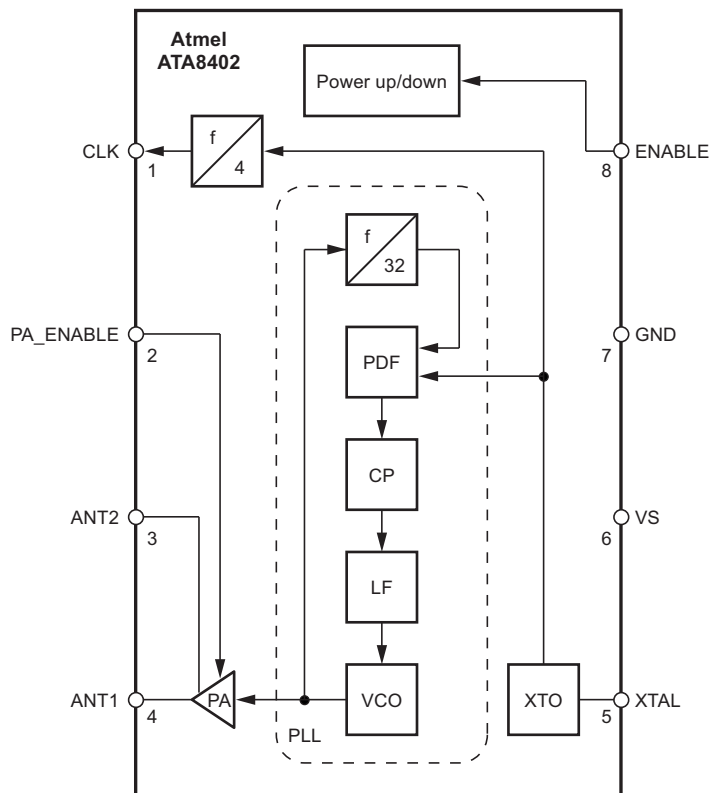 Atmel
ATA8402
Power up/down
CLK
1
f
4
ENABLE
8
f
32
PA_ENABLE
2
PDF
GND
7
CP
ANT2
3
VS
6
LF
ANT1
4
PA
VCO
XTO
XTAL
5
PLL